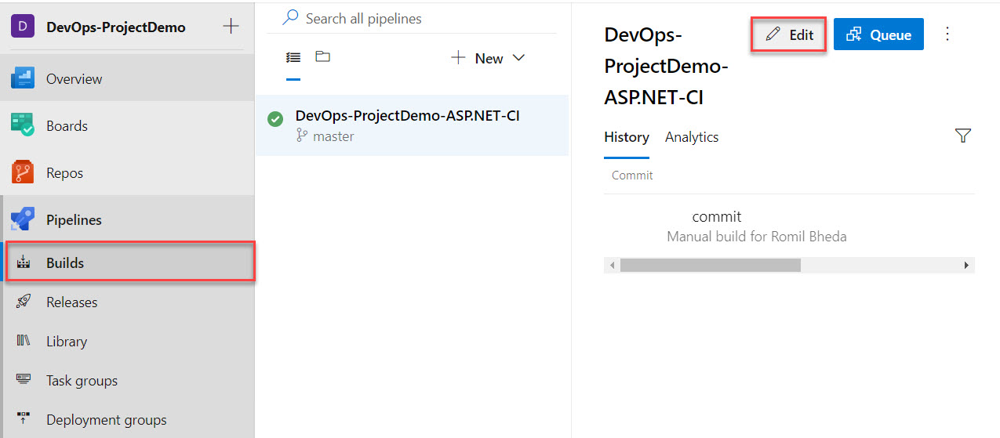 D DevOps-ProjectDemo
Overview
Boards
Repos
Pipelines
Builds
Releases
Library
Task groups
Deployment groups
Search all pipelines
New
DevOps-ProjectDemo-ASP.NET-CI
master
DevOps-
ProjectDemo-
ASP.NET-CI
Edit
Queue
History Analytics
Commit
commit
Manual build for Romil Bheda